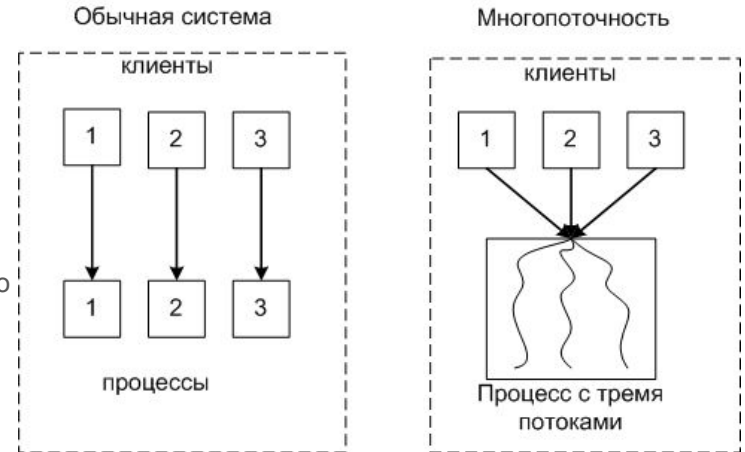 Обычная система
клиенты
1 2 3
1 2 3
процессы
Многопоточность
клиенты
1 2 3
Процесс с тремя
потоками
о